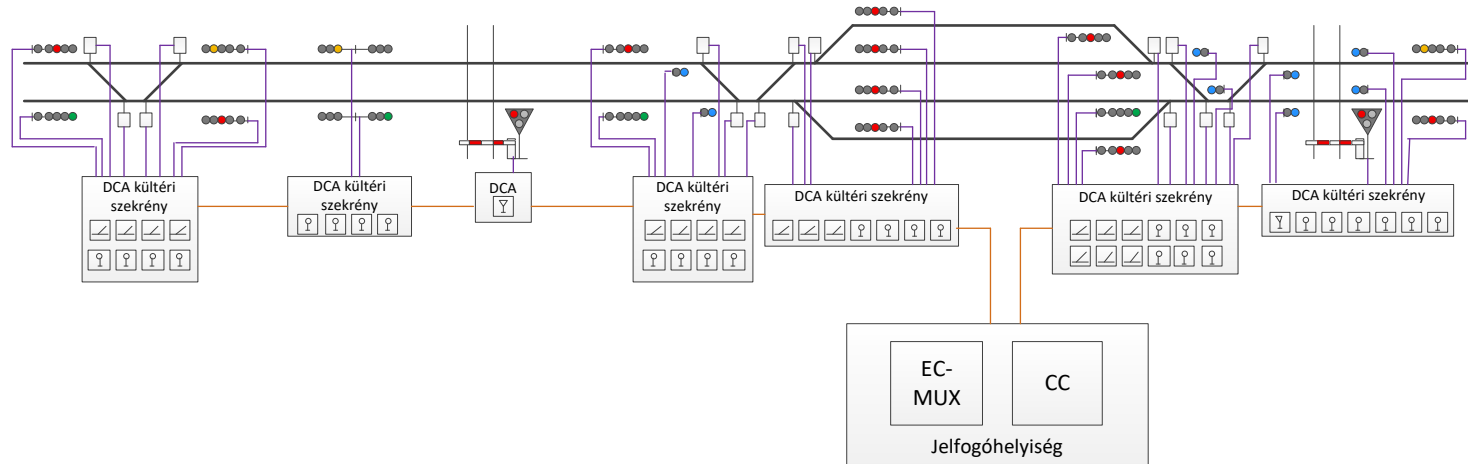 DCA kültéri
szekrény
DCA kültéri
szekrény
DCA
DCA kültéri
szekrény
DCA kültéri szekrény
DCA kültéri szekrény
DCA kültéri szekrény
EC-
MUX
CC
Jelfogóhelyiség